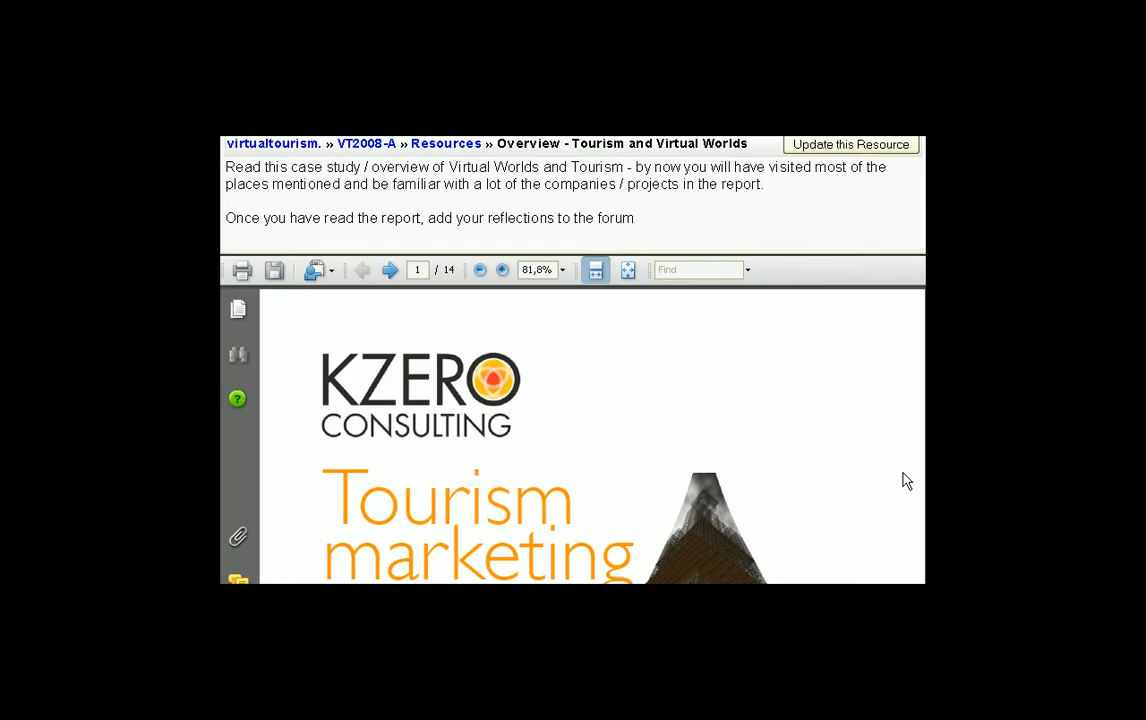 virtualtourism. » VT2008-A » Resources » Overview - Tourism and Virtual Worlds
Update this Resource
Read this case study / overview of Virtual Worlds and Tourism - by now you will have visited most of the
places mentioned and be familiar with a lot of the companies / projects in the report.
Once you have read the report, add your reflections to the forum
1 / 14
81,8%
Find
KZERO
CONSULTING
Tourism
marketing